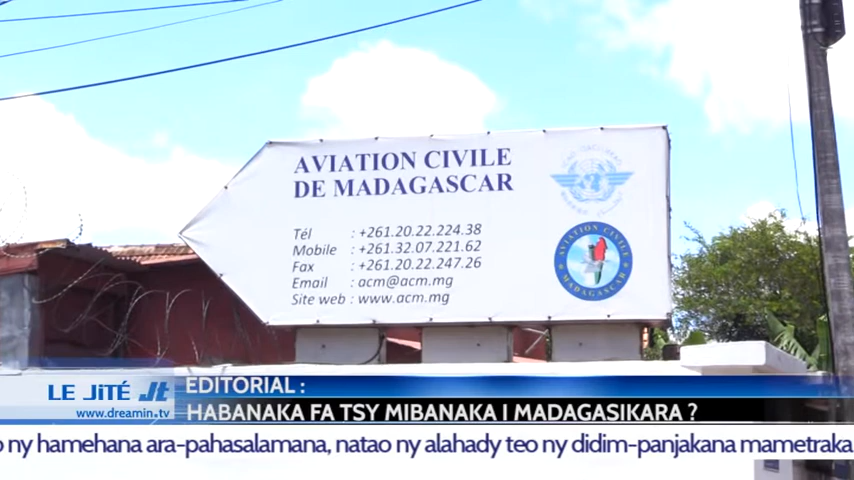 AVIATION CIVILE
DE MADAGASCAR
Tél : +261.20.22.224.38
Mobile : +261.32.07.221.62
Fax : +261.20.22.247.26
Email : acm@acm.mg
Site web : www.acm.mg
AVIATION CIVILE
MADAGASCAR
LE JiTÉ Jt
www.dreamin.tv
EDITORIAL :
HABANAKA FA TSY MIBANAKA I MADAGASIKARA ?
o ny hamehana ara-pahasalamana, natao ny alahady teo ny didim-panjakana mametraka